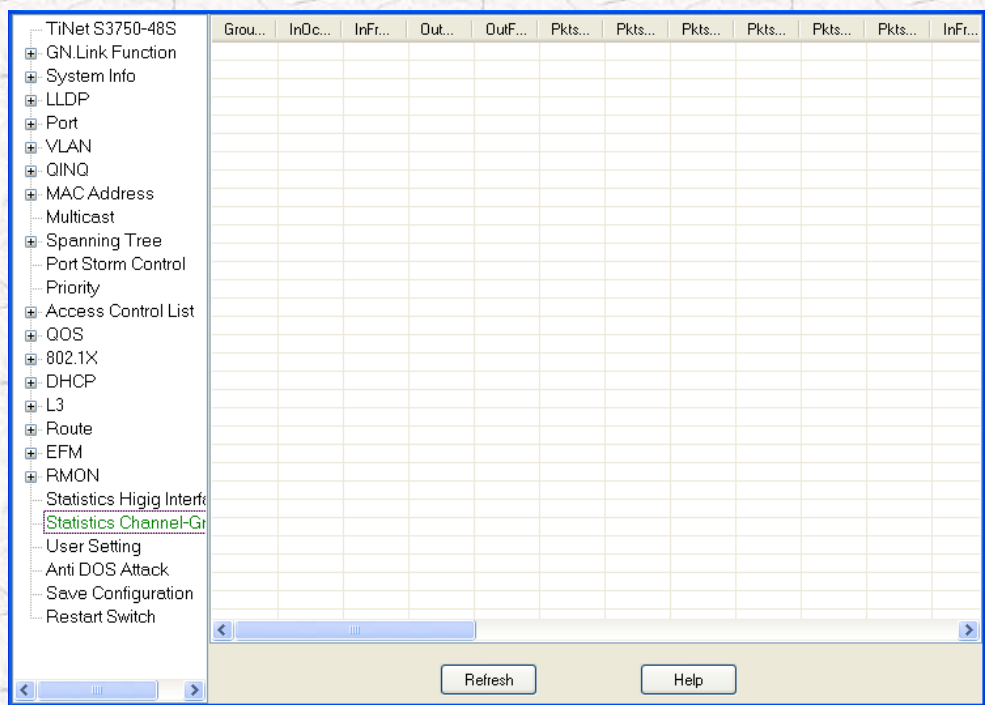 TiNet S3750-48S
GN.Link Function
System Info
LLDP
Port
VLAN
QINQ
MAC Address
Multicast
Spanning Tree
Port Storm Control
Priority
Access Control List
QOS
802.1X
DHCP
L3
Route
EFM
RMON
Statistics Higig Interfa
Statistics Channel-Gr
User Setting
Anti DOS Attack
Save Configuration
Restart Switch
Grou... InOc... InFr... Out... OutF... Pkts... Pkts... Pkts... Pkts... Pkts... Pkts... InFr...
Refresh Help